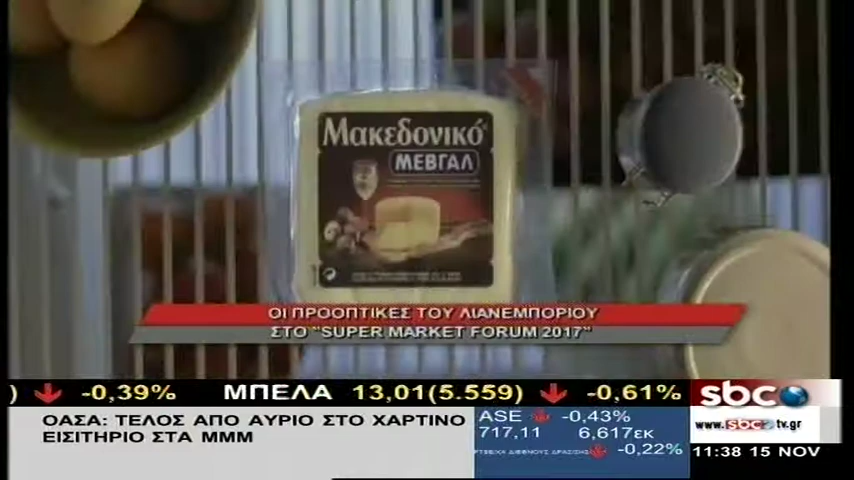 Μακεδονικό
ΜΕΒΓΑΛ
ΟΙ ΠΡΟΟΠΤΙΚΕΣ ΤΟΥ ΛΙΑΝΕΜΠΟΡΙΟΥ
ΣΤΟ "SUPER MARKET FORUM 2017"
) -0,39% ΜΠΕΛΑ 13,01(5.559) -0,61%
sbc
www.sbctv.gr
ΟΑΣΑ: ΤΕΛΟΣ ΑΠΟ ΑΥΡΙΟ ΣΤΟ ΧΑΡΤΙΝΟ
ΕΙΣΙΤΗΡΙΟ ΣΤΑ ΜΜΜ
ASE -0,43%
717,11 6,617εκ
-0,22%
11:38 15 NOV